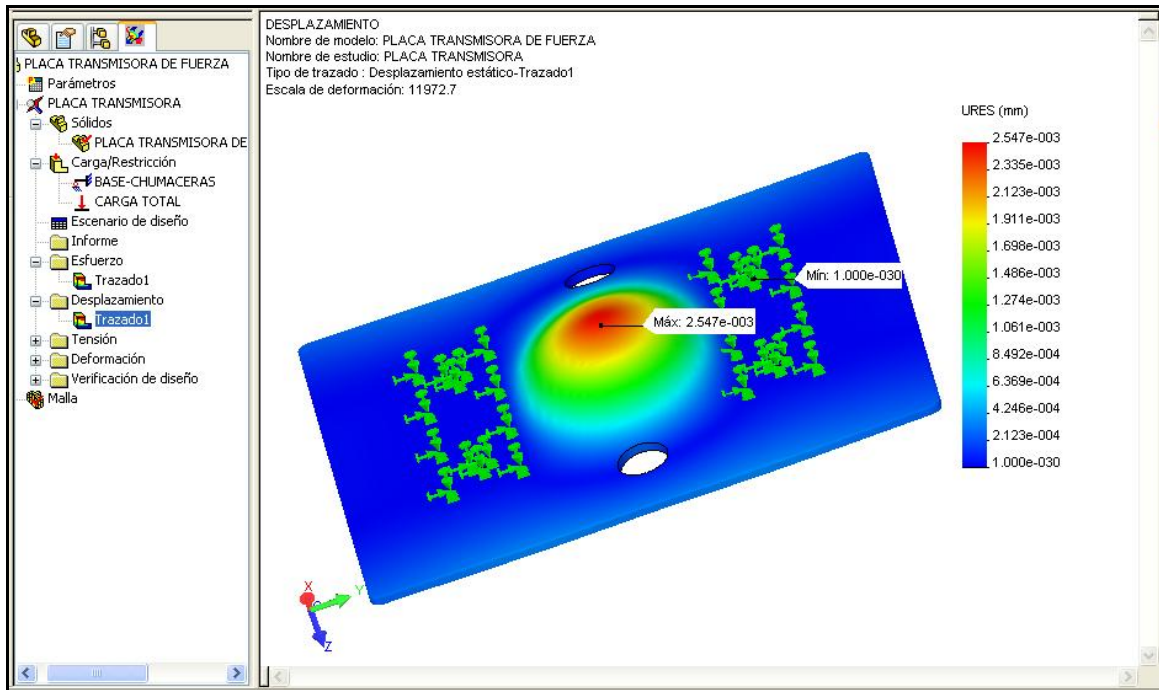 PLACA TRANSMISORA DE FUERZA
Parámetros
PLACA TRANSMISORA
Sólidos
PLACA TRANSMISORA DE
Carga/Restricción
BASE-CHUMACERAS
CARGA TOTAL
Escenario de diseño
Informe
Esfuerzo
Trazado1
Desplazamiento
Trazado1
Tensión
Deformación
Verificación de diseño
Malla
DESPLAZAMIENTO
Nombre de modelo: PLACA TRANSMISORA DE FUERZA
Nombre de estudio: PLACA TRANSMISORA
Tipo de trazado : Desplazamiento estático-Trazado1
Escala de deformación: 11972.7
URES (mm)
2.547e-003
2.335e-003
2.123e-003
1.911e-003
1.698e-003
1.486e-003
1.274e-003
1.061e-003
8.492e-004
6.369e-004
4.246e-004
2.123e-004
1.000e-030
Mín: 1.000e-030
Máx: 2.547e-003
X
Y
Z